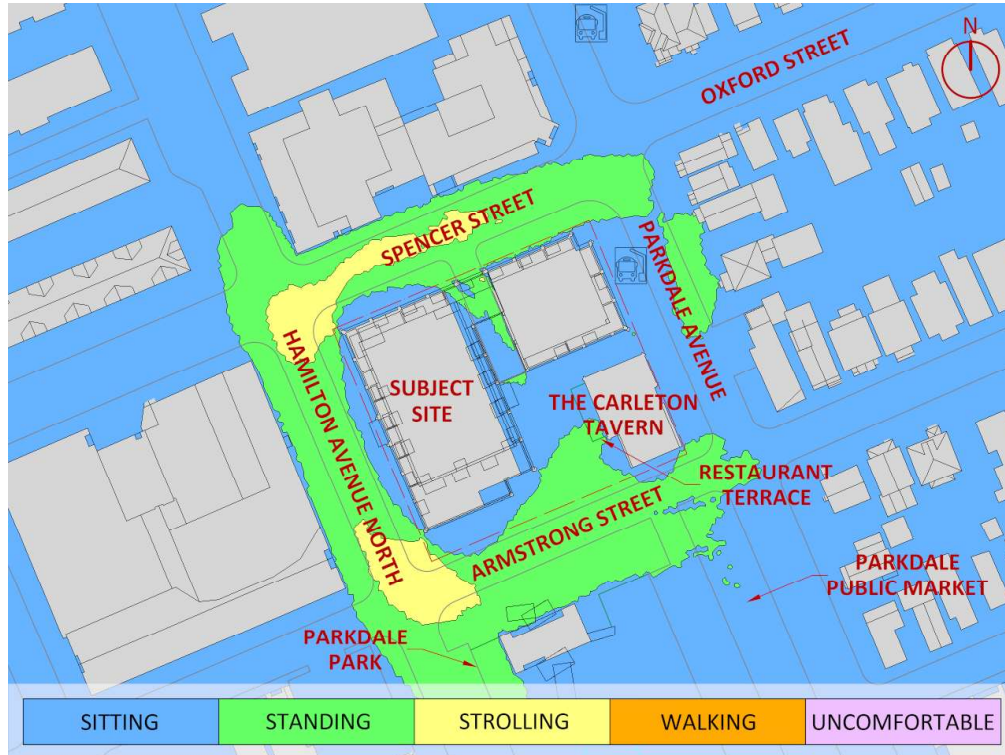 N
OXFORD STREET
SPENCER STREET
PARKDALE AVENUE
HAMILTON AVENUE NORTH
SUBJECT
SITE
THE CARLETON
TAVERN
RESTAURANT
TERRACE
ARMSTRONG STREET
PARKDALE
PUBLIC MARKET
PARKDALE
PARK
SITTING
STANDING
STROLLING
WALKING
UNCOMFORTABLE